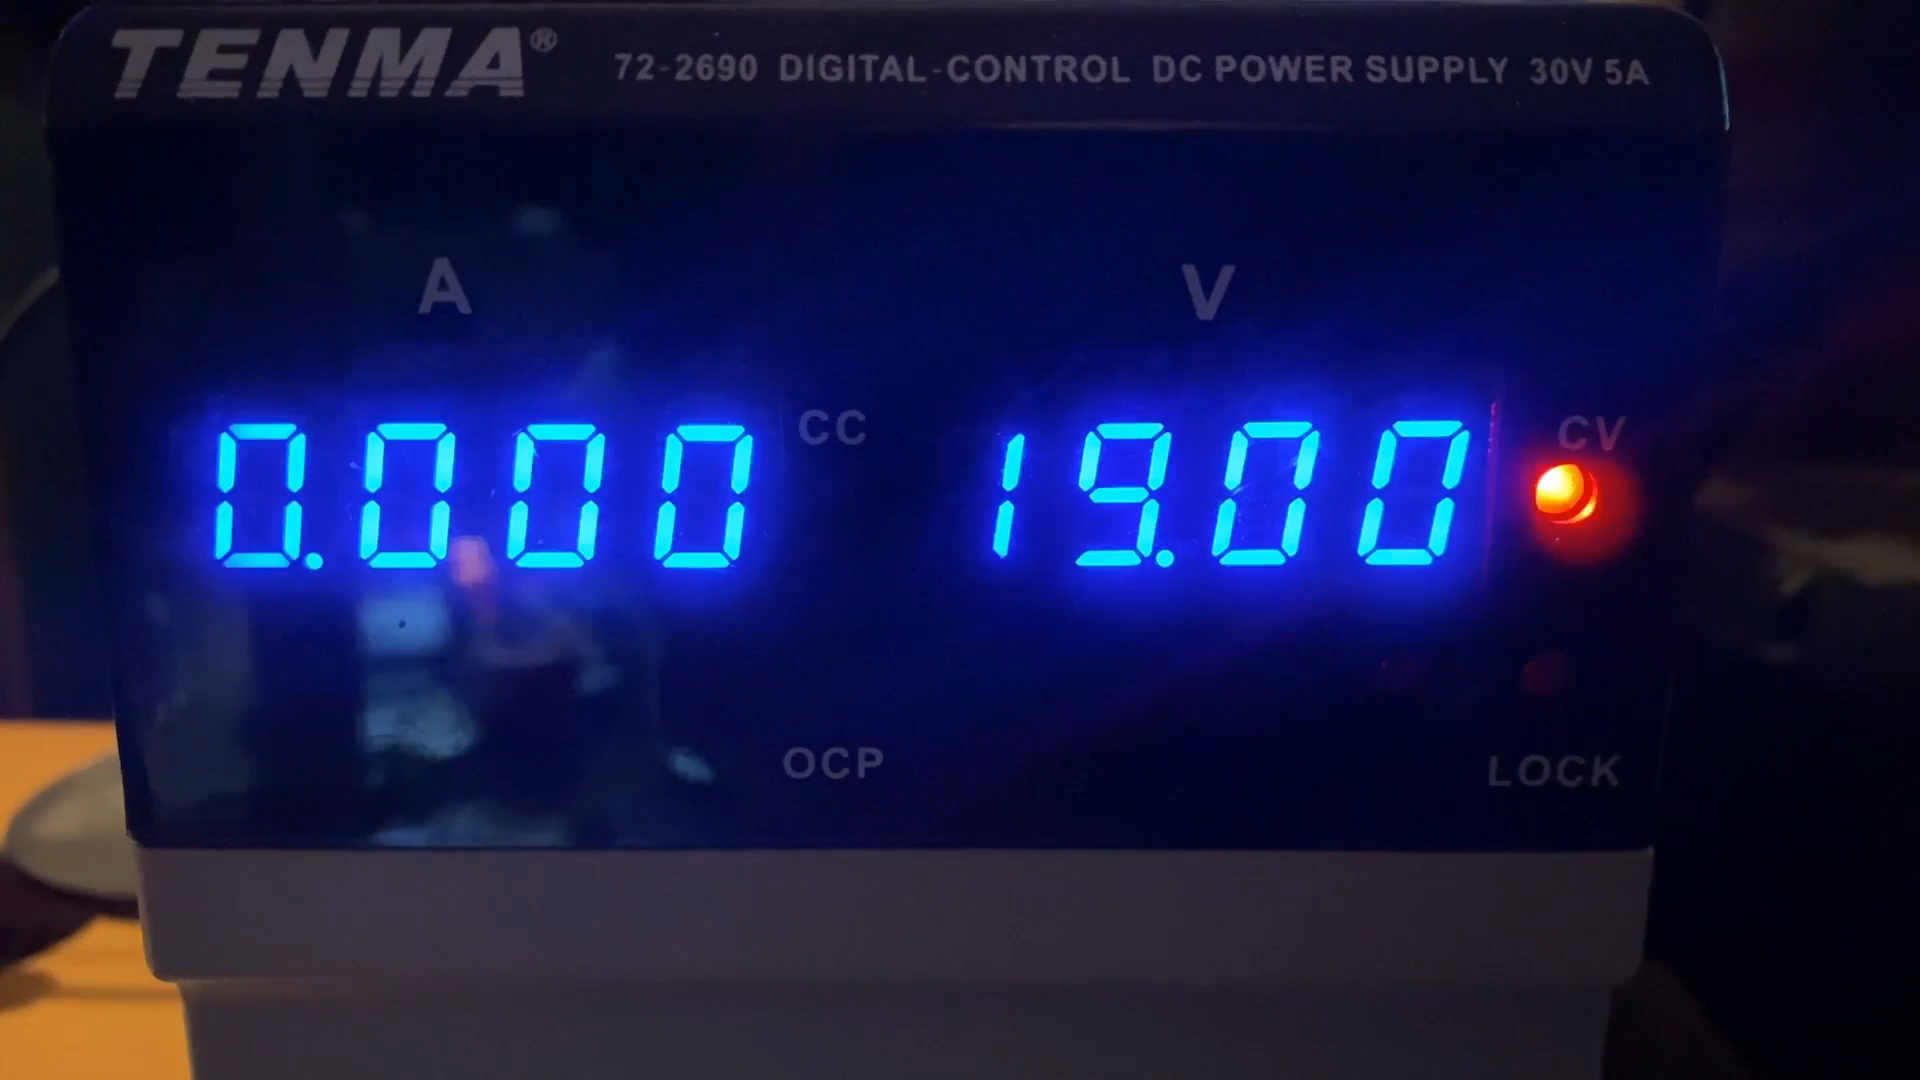 TENMA® 72-2690 DIGITAL-CONTROL DC POWER SUPPLY 30V 5A
A V
0.000 CC 19.00 CV
OCP LOCK